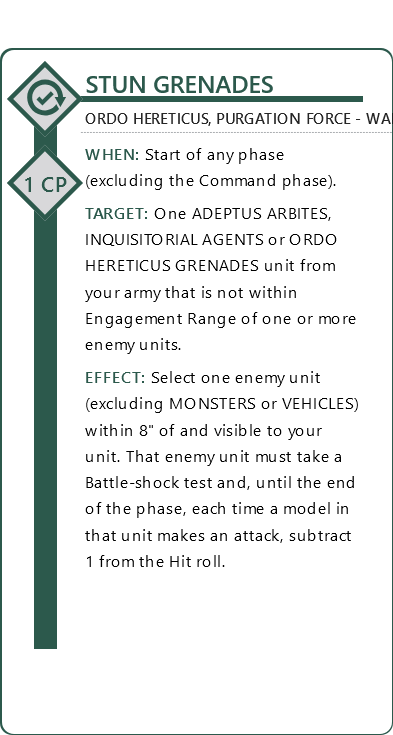 STUN GRENADES
ORDO HERETICUS, PURGATION FORCE - WA
WHEN: Start of any phase
(excluding the Command phase).
1 CP
TARGET: One ADEPTUS ARBITES,
INQUISITORIAL AGENTS or ORDO
HERETICUS GRENADES unit from
your army that is not within
Engagement Range of one or more
enemy units.
EFFECT: Select one enemy unit
(excluding MONSTERS or VEHICLES)
within 8" of and visible to your
unit. That enemy unit must take a
Battle-shock test and, until the end
of the phase, each time a model in
that unit makes an attack, subtract
1 from the Hit roll.